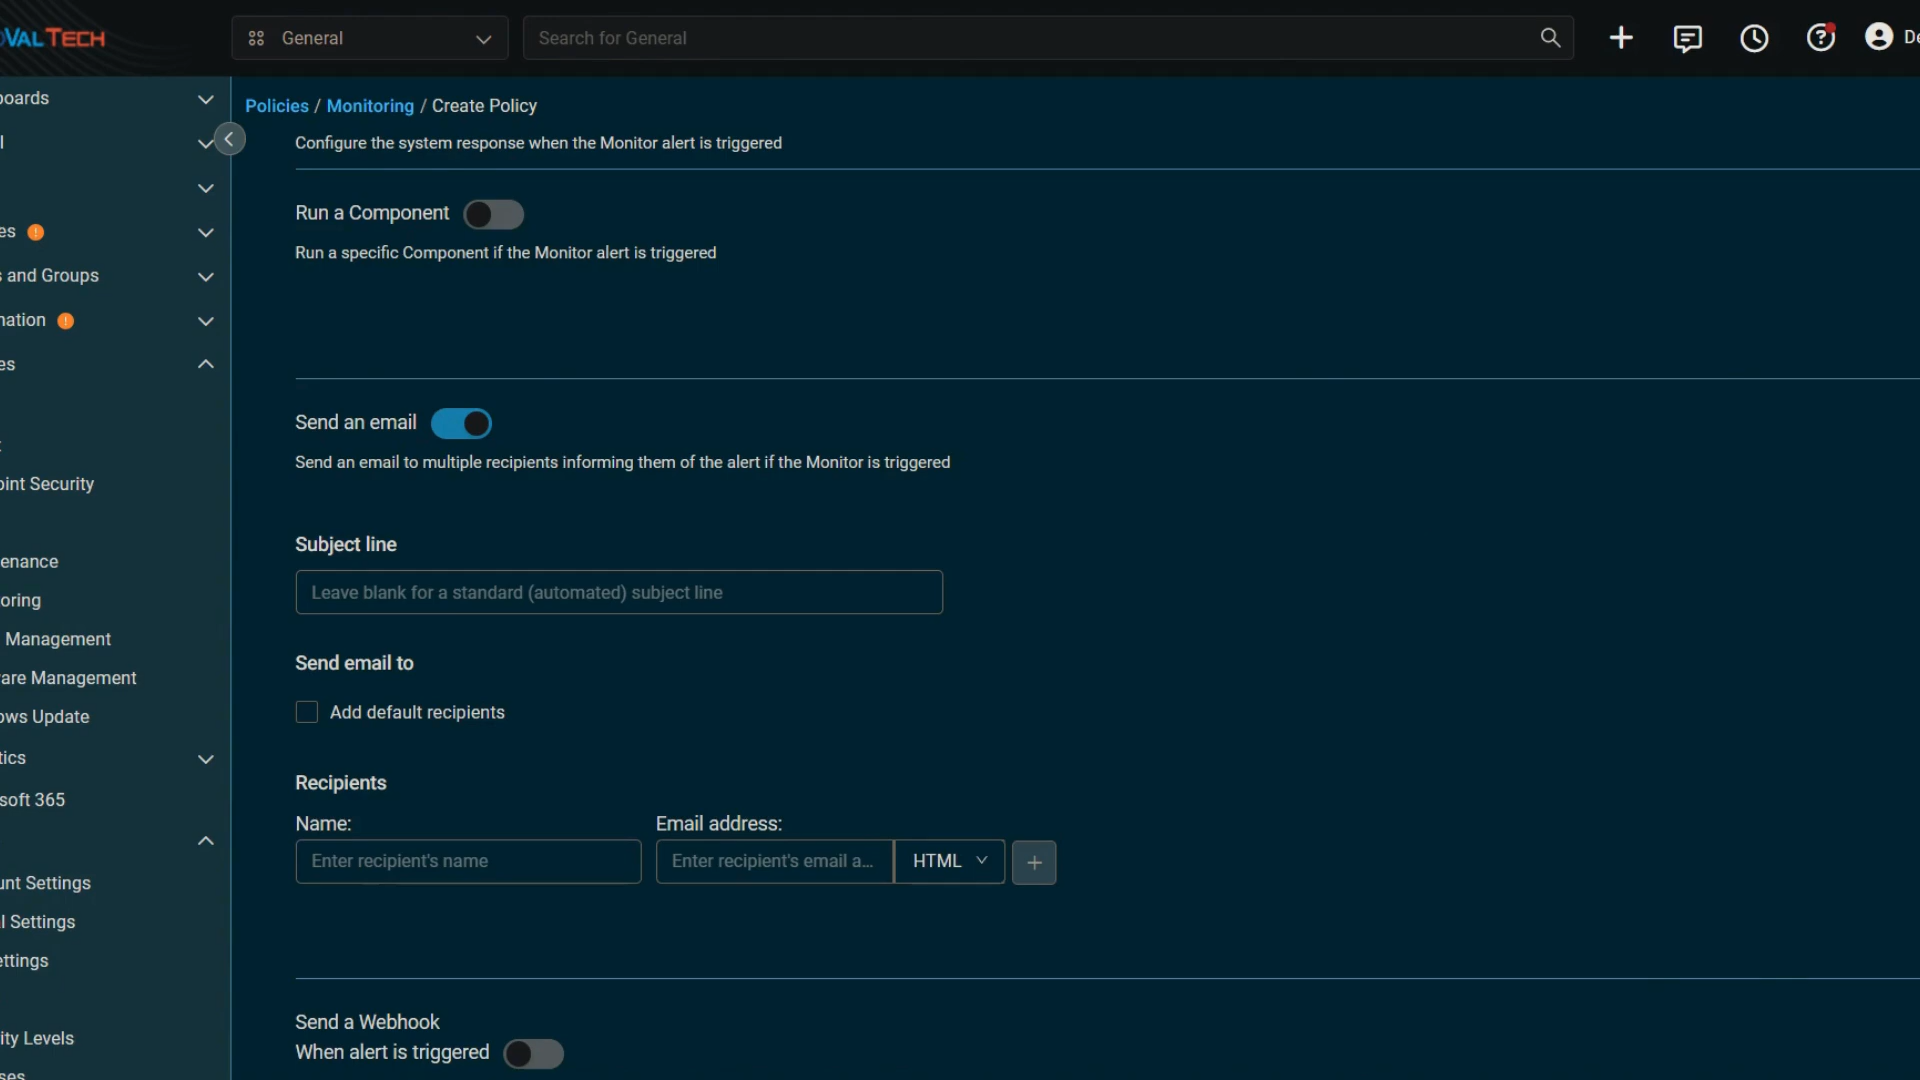 VALTECH
General
Search for General
De
Policies / Monitoring / Create Policy
Configure the system response when the Monitor alert is triggered
Run a Component
Run a specific Component if the Monitor alert is triggered
Send an email
Send an email to multiple recipients informing them of the alert if the Monitor is triggered
Subject line
Leave blank for a standard (automated) subject line
Send email to
Add default recipients
Recipients
Name:
Email address:
Enter recipient's name
Enter recipient's email a...
HTML
Send a Webhook
When alert is triggered
oards
l
es
s and Groups
nation
es
oint Security
enance
oring
Management
are Management
ows Update
tics
soft 365
unt Settings
l Settings
ettings
ity Levels